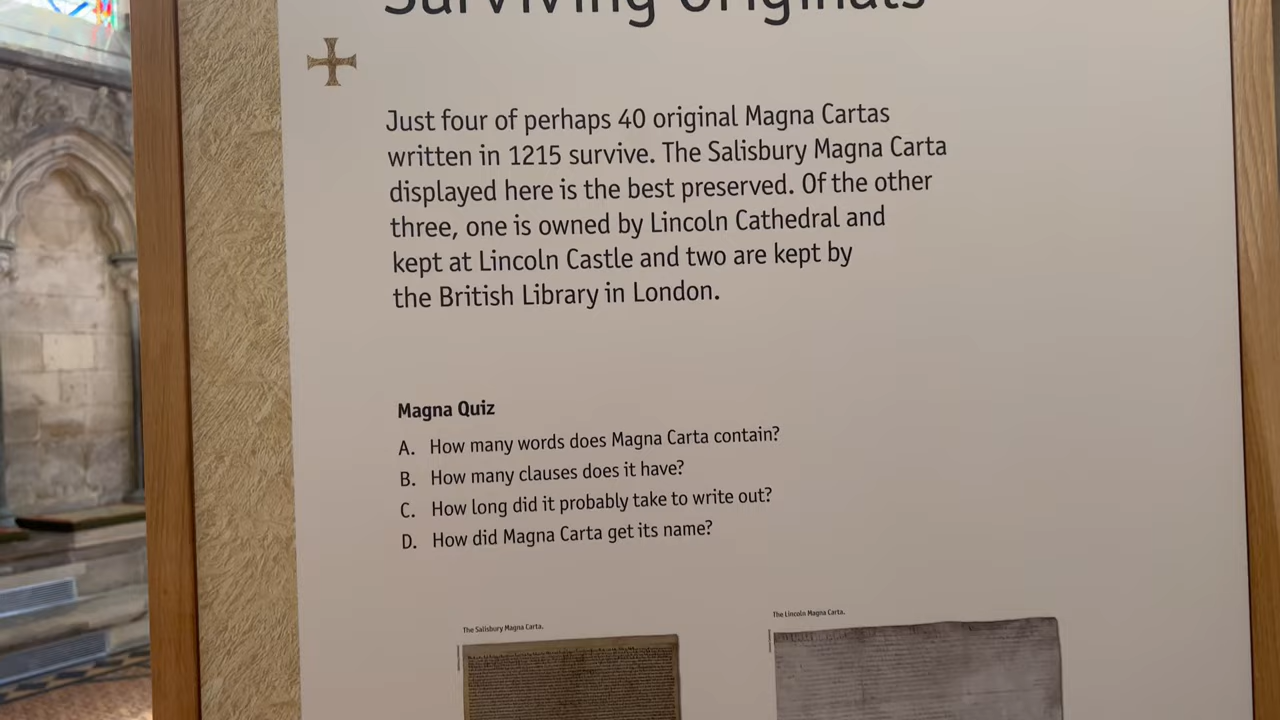 Surviving originals
Just four of perhaps 40 original Magna Cartas
written in 1215 survive. The Salisbury Magna Carta
displayed here is the best preserved. Of the other
three, one is owned by Lincoln Cathedral and
kept at Lincoln Castle and two are kept by
the British Library in London.
Magna Quiz
A. How many words does Magna Carta contain?
B. How many clauses does it have?
C. How long did it probably take to write out?
D. How did Magna Carta get its name?
The Salisbury Magna Carta.
The Lincoln Magna Carta.